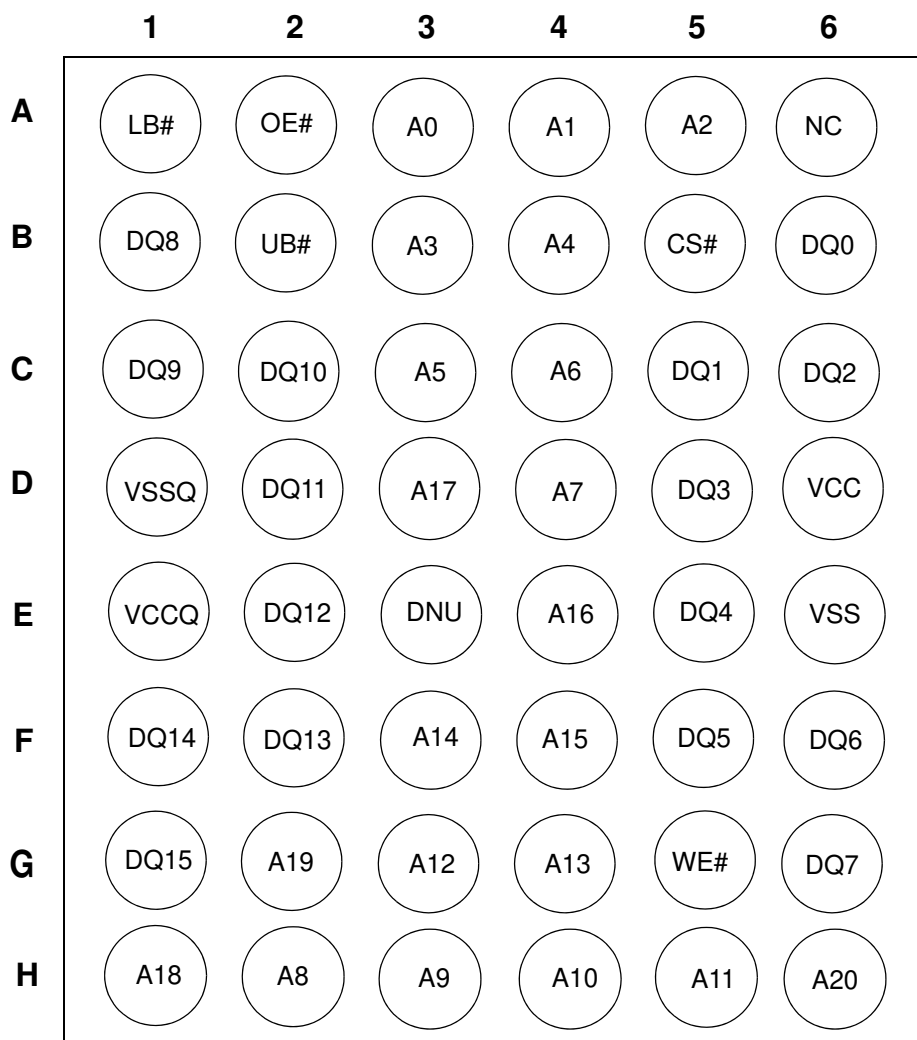 1 2 3 4 5 6
A LB# OE# A0 A1 A2 NC
B DQ8 UB# A3 A4 CS# DQ0
C DQ9 DQ10 A5 A6 DQ1 DQ2
D VSSQ DQ11 A17 A7 DQ3 VCC
E VCCQ DQ12 DNU A16 DQ4 VSS
F DQ14 DQ13 A14 A15 DQ5 DQ6
G DQ15 A19 A12 A13 WE# DQ7
H A18 A8 A9 A10 A11 A20